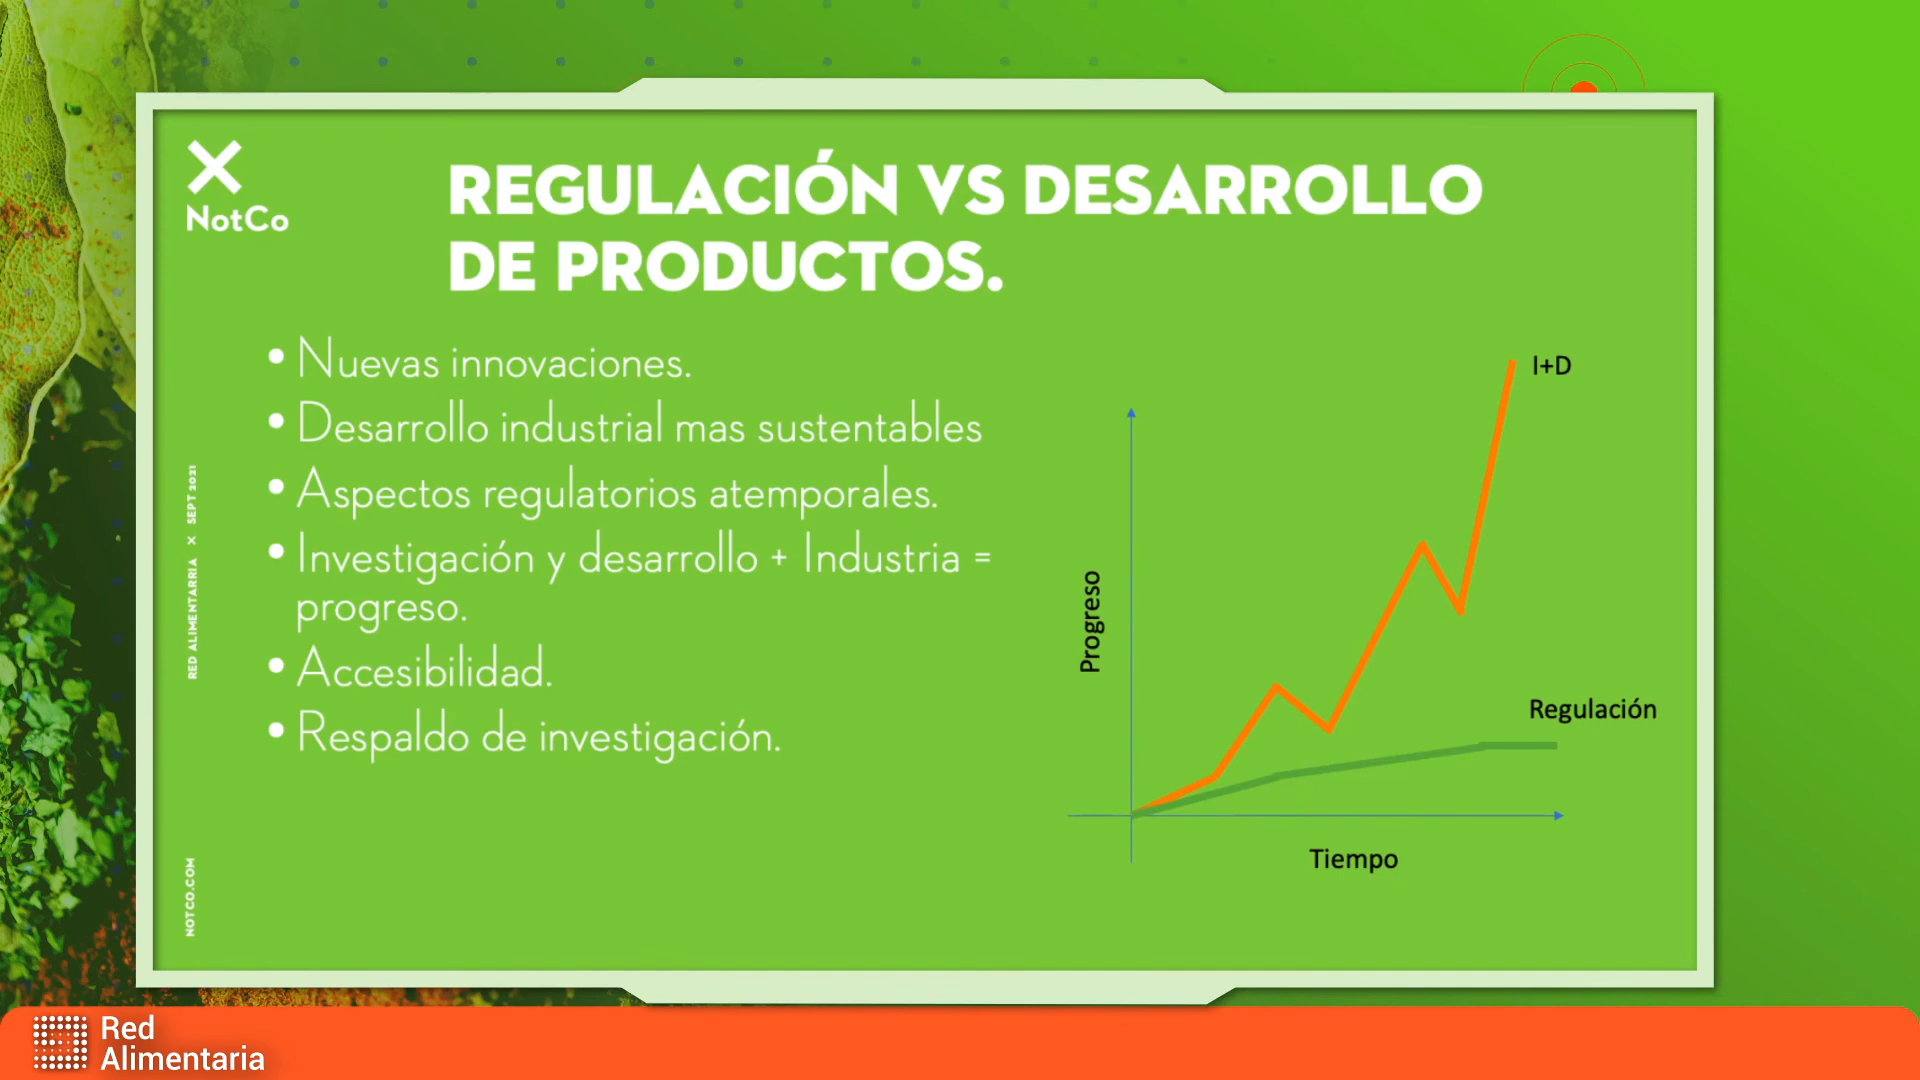 NotCo
REGULACIÓN VS DESARROLLO
DE PRODUCTOS.
• Nuevas innovaciones.
• Desarrollo industrial mas sustentables
• Aspectos regulatorios atemporales.
• Investigación y desarrollo + Industria =
progreso.
• Accesibilidad.
• Respaldo de investigación.
I+D
Regulación
Progreso
Tiempo
RED ALIMENTARRIA X SEPT 2021
NOTCO.COM
Red
Alimentaria